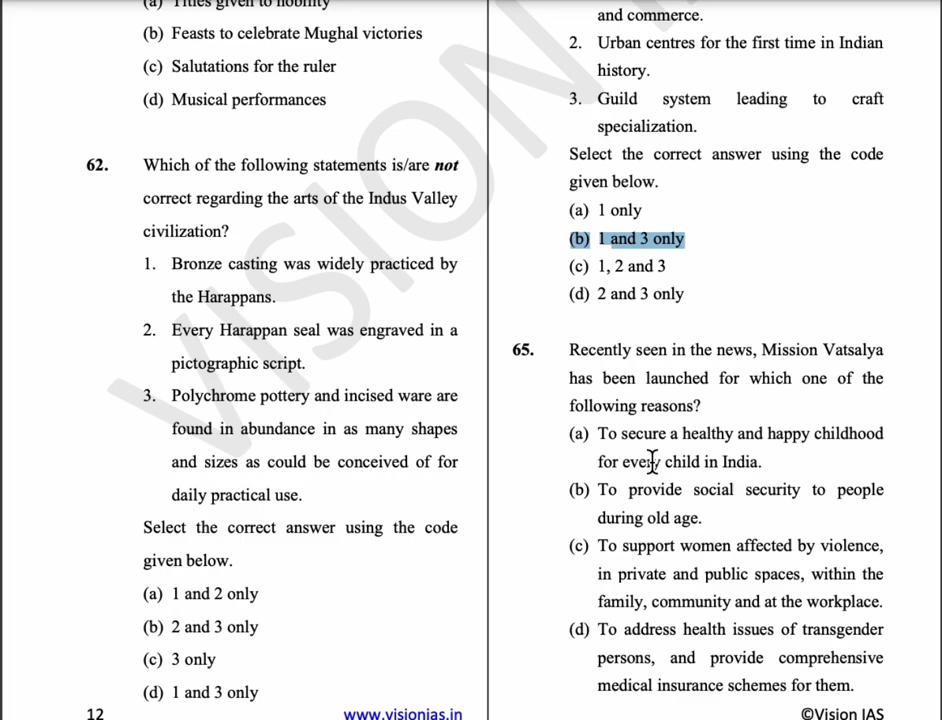 (a) Titles given to nobility
(b) Feasts to celebrate Mughal victories
(c) Salutations for the ruler
(d) Musical performances
62. Which of the following statements is/are not
correct regarding the arts of the Indus Valley
civilization?
1. Bronze casting was widely practiced by
the Harappans.
2. Every Harappan seal was engraved in a
pictographic script.
3. Polychrome pottery and incised ware are
found in abundance in as many shapes
and sizes as could be conceived of for
daily practical use.
Select the correct answer using the code
given below.
(a) 1 and 2 only
(b) 2 and 3 only
(c) 3 only
(d) 1 and 3 only
and commerce.
2. Urban centres for the first time in Indian
history.
3. Guild system leading to craft
specialization.
Select the correct answer using the code
given below.
(a) 1 only
(b) 1 and 3 only
(c) 1, 2 and 3
(d) 2 and 3 only
65. Recently seen in the news, Mission Vatsalya
has been launched for which one of the
following reasons?
(a) To secure a healthy and happy childhood
for every child in India.
(b) To provide social security to people
during old age.
(c) To support women affected by violence,
in private and public spaces, within the
family, community and at the workplace.
(d) To address health issues of transgender
persons, and provide comprehensive
medical insurance schemes for them.
12 www.visionias.in ©Vision IAS
VISION IA